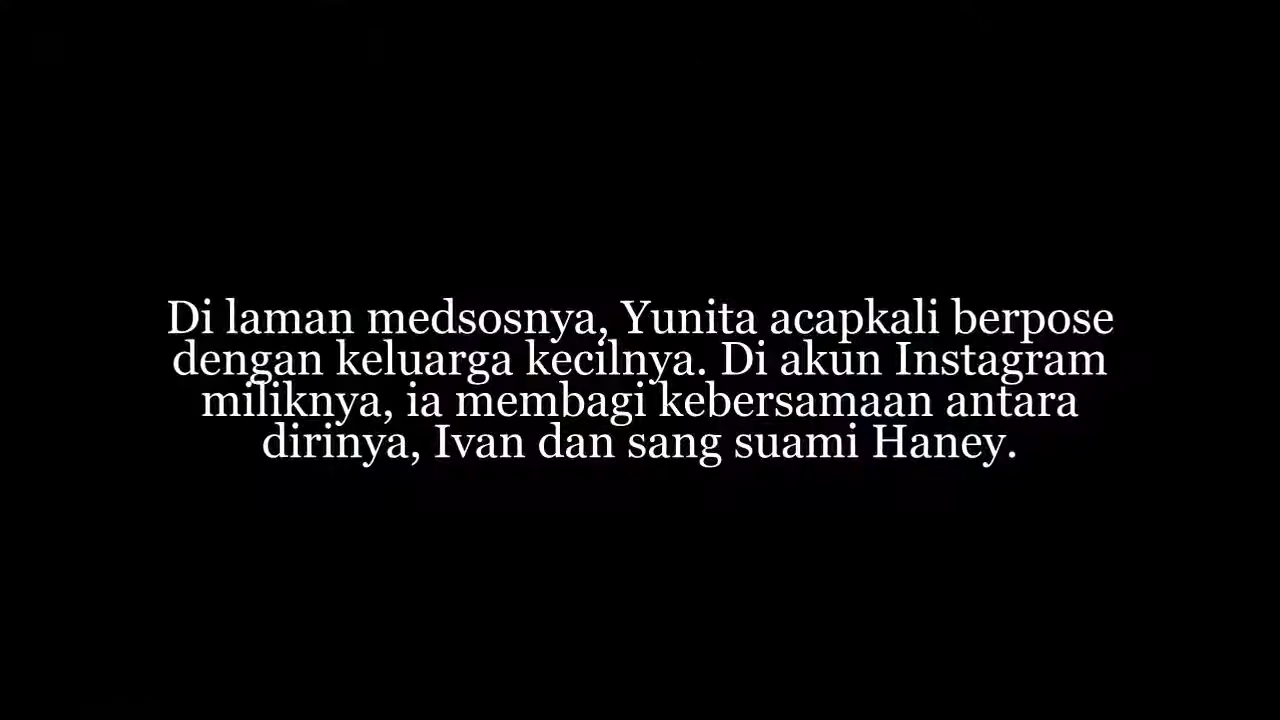 Di laman medsosnya, Yunita acapkali berpose
dengan keluarga kecilnya. Di akun Instagram
miliknya, ia membagi kebersamaan antara
dirinya, Ivan dan sang suami Haney.